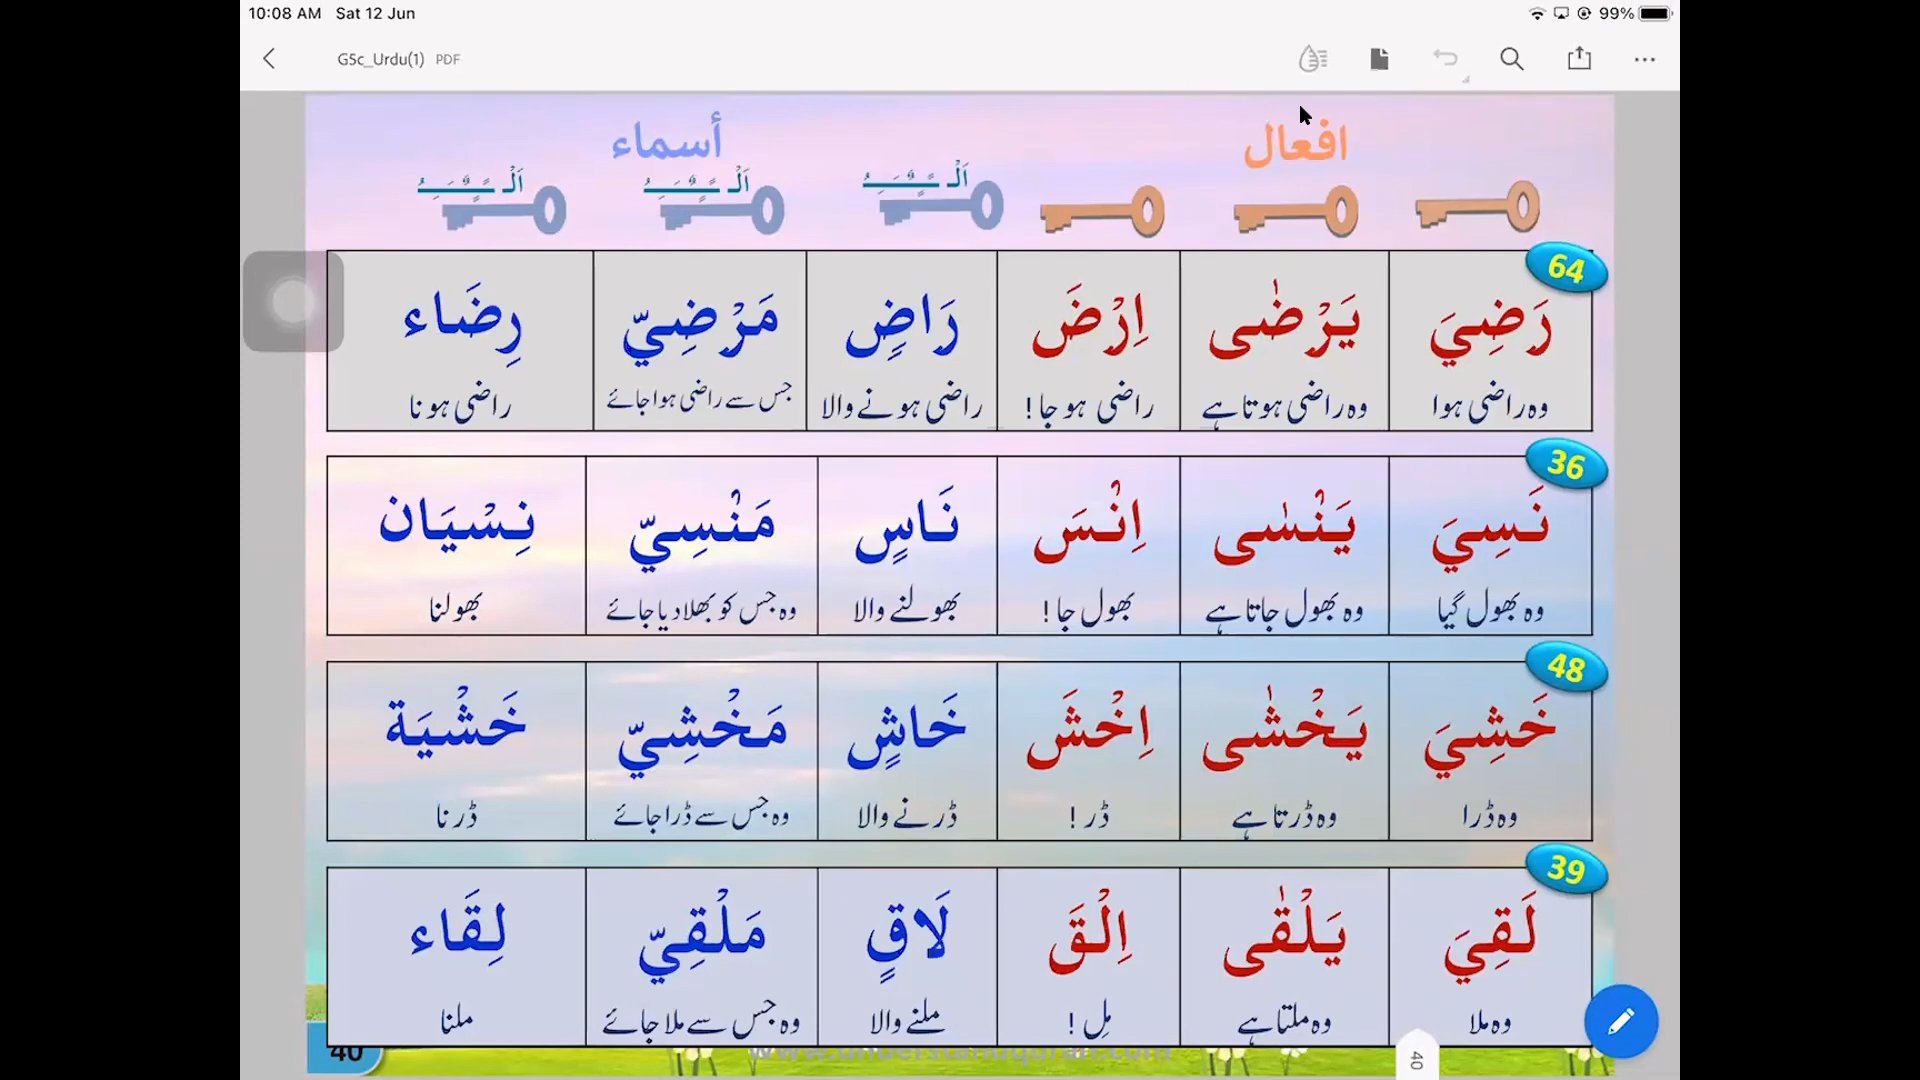 10:08 AM Sat 12 Jun 99%
G5c_Urdu(1) PDF
افعال أسماء
64
رَضِيَ يَرْضٰى اِرْضَ رَاضٍ مَرْضِيّ رِضَاء
وہ راضی ہوا وہ راضی ہوتا ہے راضی ہو جا! راضی ہونے والا جس سے راضی ہوا جائے راضی ہونا
36
نَسِيَ يَنْسٰى اِنْسَ نَاسٍ مَنْسِيّ نِسْيَان
وہ بھول گیا وہ بھول جاتا ہے بھول جا! بھولنے والا وہ جس کو بھلا دیا جائے بھولنا
48
خَشِيَ يَخْشٰى اِخْشَ خَاشٍ مَخْشِيّ خَشْيَة
وہ ڈرا وہ ڈرتا ہے ڈر! ڈرنے والا وہ جس سے ڈرا جائے ڈرنا
39
لَقِيَ يَلْقٰى اِلْقَ لَاقٍ مَلْقِيّ لِقَاء
وہ ملا وہ ملتا ہے مِل! ملنے والا وہ جس سے ملا جائے ملنا
40 www.understandquran.com 40